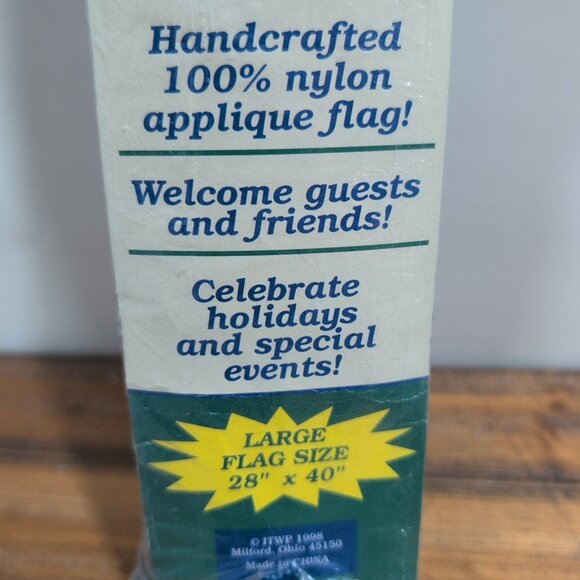 Handcrafted
100% nylon
applique flag!
Welcome guests
and friends!
Celebrate
holidays
and special
events!
LARGE
FLAG SIZE
28" x 40"
© ITWP 1998
Milford, Ohio 45150
Made in CHINA